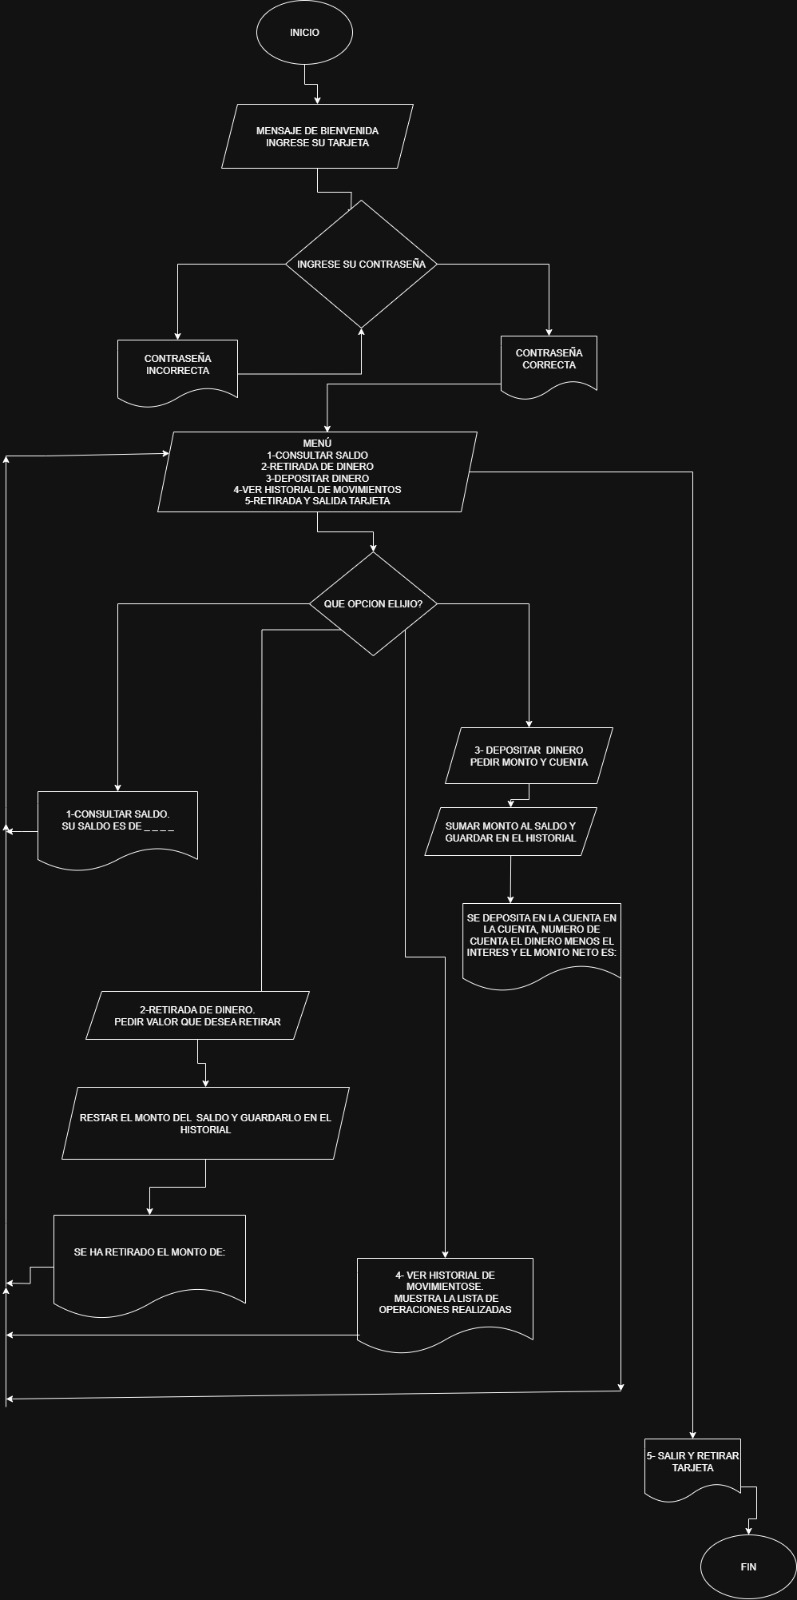 INICIO
MENSAJE DE BIENVENIDA
INGRESE SU TARJETA
INGRESE SU CONTRASEÑA
CONTRASEÑA
INCORRECTA
CONTRASEÑA
CORRECTA
MENÚ
1-CONSULTAR SALDO
2-RETIRADA DE DINERO
3-DEPOSITAR DINERO
4-VER HISTORIAL DE MOVIMIENTOS
5-RETIRADA Y SALIDA TARJETA
QUE OPCION ELIJIO?
3- DEPOSITAR DINERO
PEDIR MONTO Y CUENTA
1-CONSULTAR SALDO.
SU SALDO ES DE _ _ _ _
SUMAR MONTO AL SALDO Y
GUARDAR EN EL HISTORIAL
SE DEPOSITA EN LA CUENTA EN
LA CUENTA, NUMERO DE
CUENTA EL DINERO MENOS EL
INTERES Y EL MONTO NETO ES:
2-RETIRADA DE DINERO.
PEDIR VALOR QUE DESEA RETIRAR
RESTAR EL MONTO DEL SALDO Y GUARDARLO EN EL
HISTORIAL
SE HA RETIRADO EL MONTO DE:
4- VER HISTORIAL DE
MOVIMIENTOSE.
MUESTRA LA LISTA DE
OPERACIONES REALIZADAS
5- SALIR Y RETIRAR
TARJETA
FIN